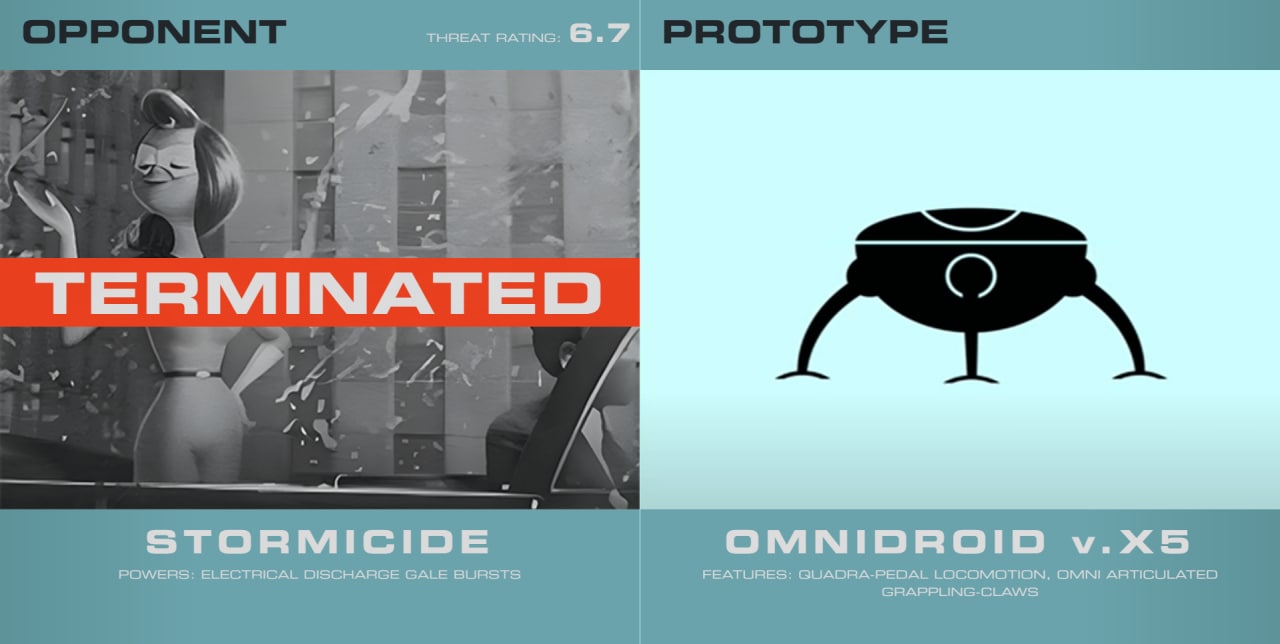 OPPONENT
THREAT RATING: 6.7
TERMINATED
STORMICIDE
POWERS: ELECTRICAL DISCHARGE GALE BURSTS
PROTOTYPE
OMNIDROID v.X5
FEATURES: QUADRA-PEDAL LOCOMOTION, OMNI ARTICULATED
GRAPPLING-CLAWS